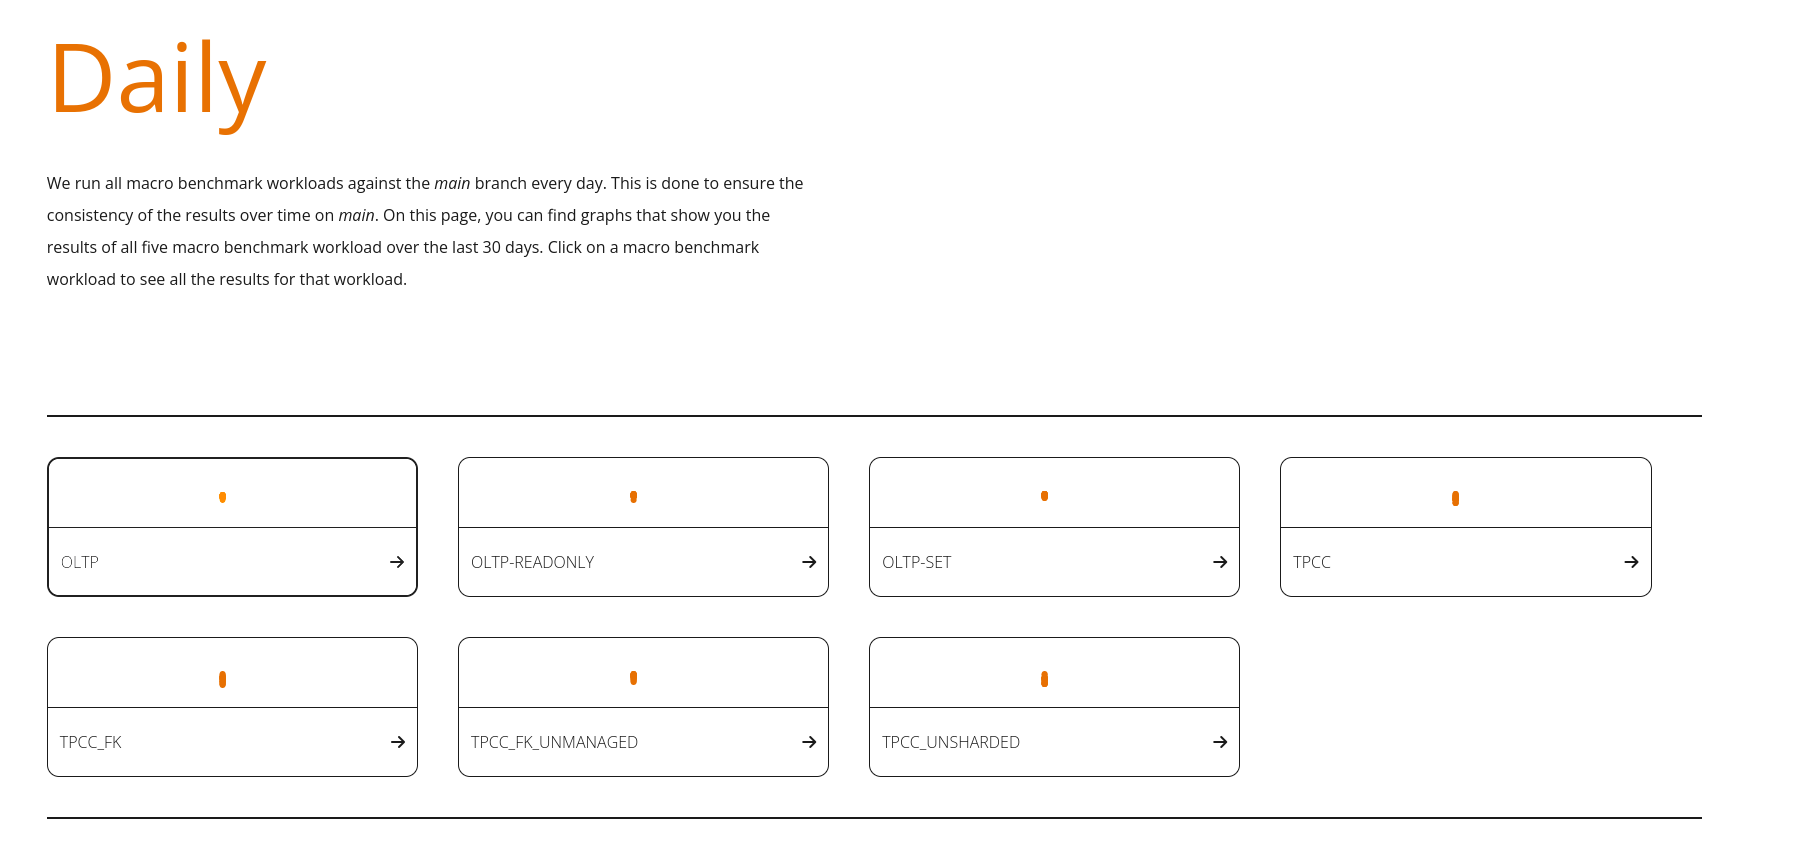 Daily
We run all macro benchmark workloads against the main branch every day. This is done to ensure the
consistency of the results over time on main. On this page, you can find graphs that show you the
results of all five macro benchmark workload over the last 30 days. Click on a macro benchmark
workload to see all the results for that workload.
OLTP
OLTP-READONLY
OLTP-SET
TPCC
TPCC_FK
TPCC_FK_UNMANAGED
TPCC_UNSHARDED